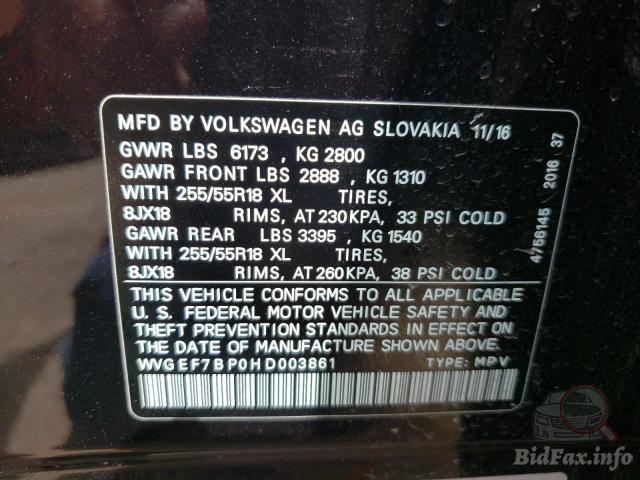 MFD BY VOLKSWAGEN AG SLOVAKIA 11/16
GVWR LBS 6173 , KG 2800
GAWR FRONT LBS 2888 , KG 1310
WITH 255/55R18 XL TIRES,
8JX18 RIMS, AT 230KPA, 33 PSI COLD
GAWR REAR LBS 3395 , KG 1540
WITH 255/55R18 XL TIRES,
8JX18 RIMS, AT 260KPA, 38 PSI COLD
THIS VEHICLE CONFORMS TO ALL APPLICABLE
U. S. FEDERAL MOTOR VEHICLE SAFETY AND
THEFT PREVENTION STANDARDS IN EFFECT ON
THE DATE OF MANUFACTURE SHOWN ABOVE.
WVGEF7BP0HD003861 TYPE: MPV
4756145 2016 37
BidFax.info